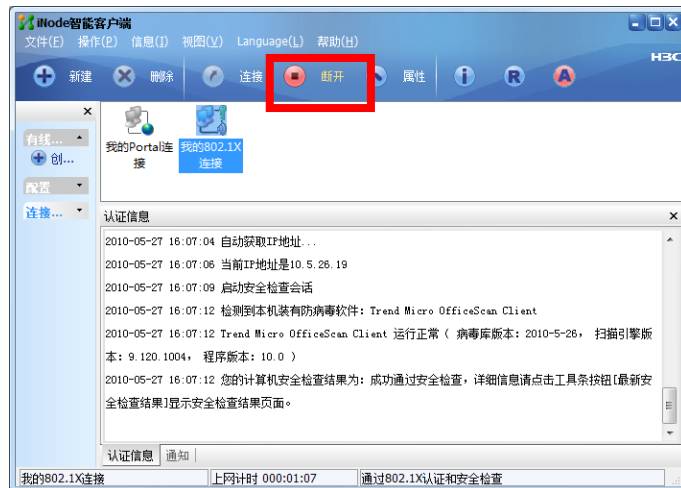 iNode智能客户端
文件(F) 操作(P) 信息(I) 视图(V) Language(L) 帮助(H)
H3C
新建 删除 连接 断开 属性 i R A
有线...
创...
配置
连接...
我的Portal连
接
我的802.1X
连接
认证信息
2010-05-27 16:07:04 自动获取IP地址...
2010-05-27 16:07:06 当前IP地址是10.5.26.19
2010-05-27 16:07:09 启动安全检查会话
2010-05-27 16:07:12 检测到本机装有防病毒软件: Trend Micro OfficeScan Client
2010-05-27 16:07:12 Trend Micro OfficeScan Client 运行正常( 病毒库版本: 2010-5-26, 扫描引擎版
本: 9.120.1004, 程序版本: 10.0 )
2010-05-27 16:07:12 您的计算机安全检查结果为: 成功通过安全检查,详细信息请点击工具条按钮[最新安
全检查结果]显示安全检查结果页面。
认证信息 通知
我的802.1X连接 上网计时 000:01:07 通过802.1X认证和安全检查